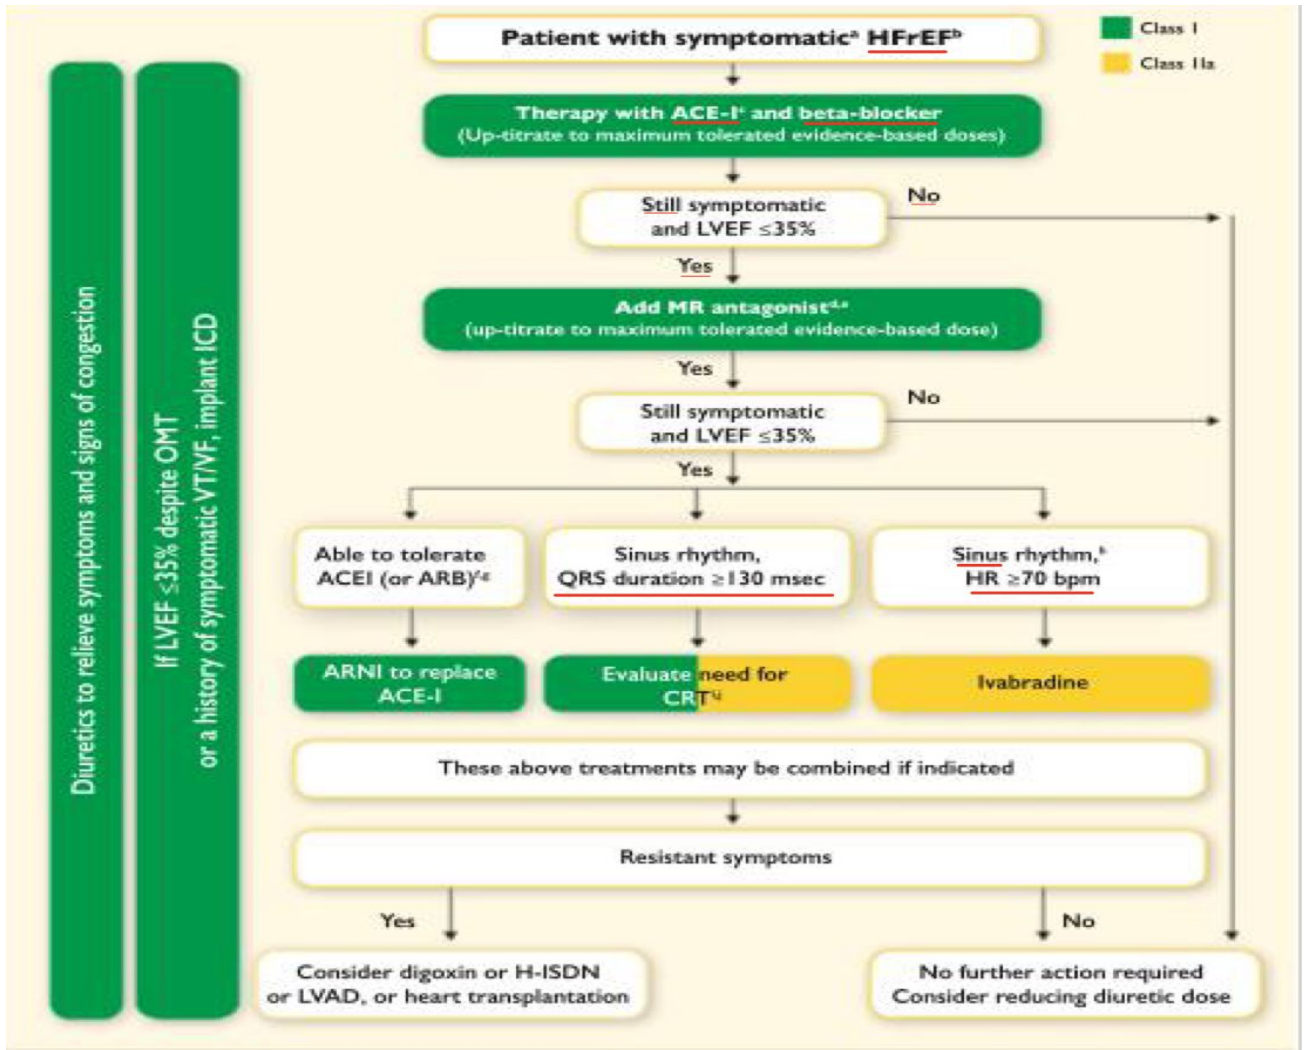 Patient with symptomaticᵃ HFrEFᵇ
Class I
Class IIa
Therapy with ACE-Iᶜ and beta-blocker
(Up-titrate to maximum tolerated evidence-based doses)
Still symptomatic
and LVEF ≤35%
No
Yes
Add MR antagonistᵈ,ᵉ
(up-titrate to maximum tolerated evidence-based dose)
Yes
Still symptomatic
and LVEF ≤35%
No
Yes
Able to tolerate
ACEI (or ARB)ᶠ,ᵍ
Sinus rhythm,
QRS duration ≥130 msec
Sinus rhythm,ʰ
HR ≥70 bpm
ARNI to replace
ACE-I
Evaluate need for
CRTⁱ,ʲ
Ivabradine
These above treatments may be combined if indicated
Resistant symptoms
Yes
No
Consider digoxin or H-ISDN
or LVAD, or heart transplantation
No further action required
Consider reducing diuretic dose
Diuretics to relieve symptoms and signs of congestion
If LVEF ≤35% despite OMT
or a history of symptomatic VT/VF, implant ICD